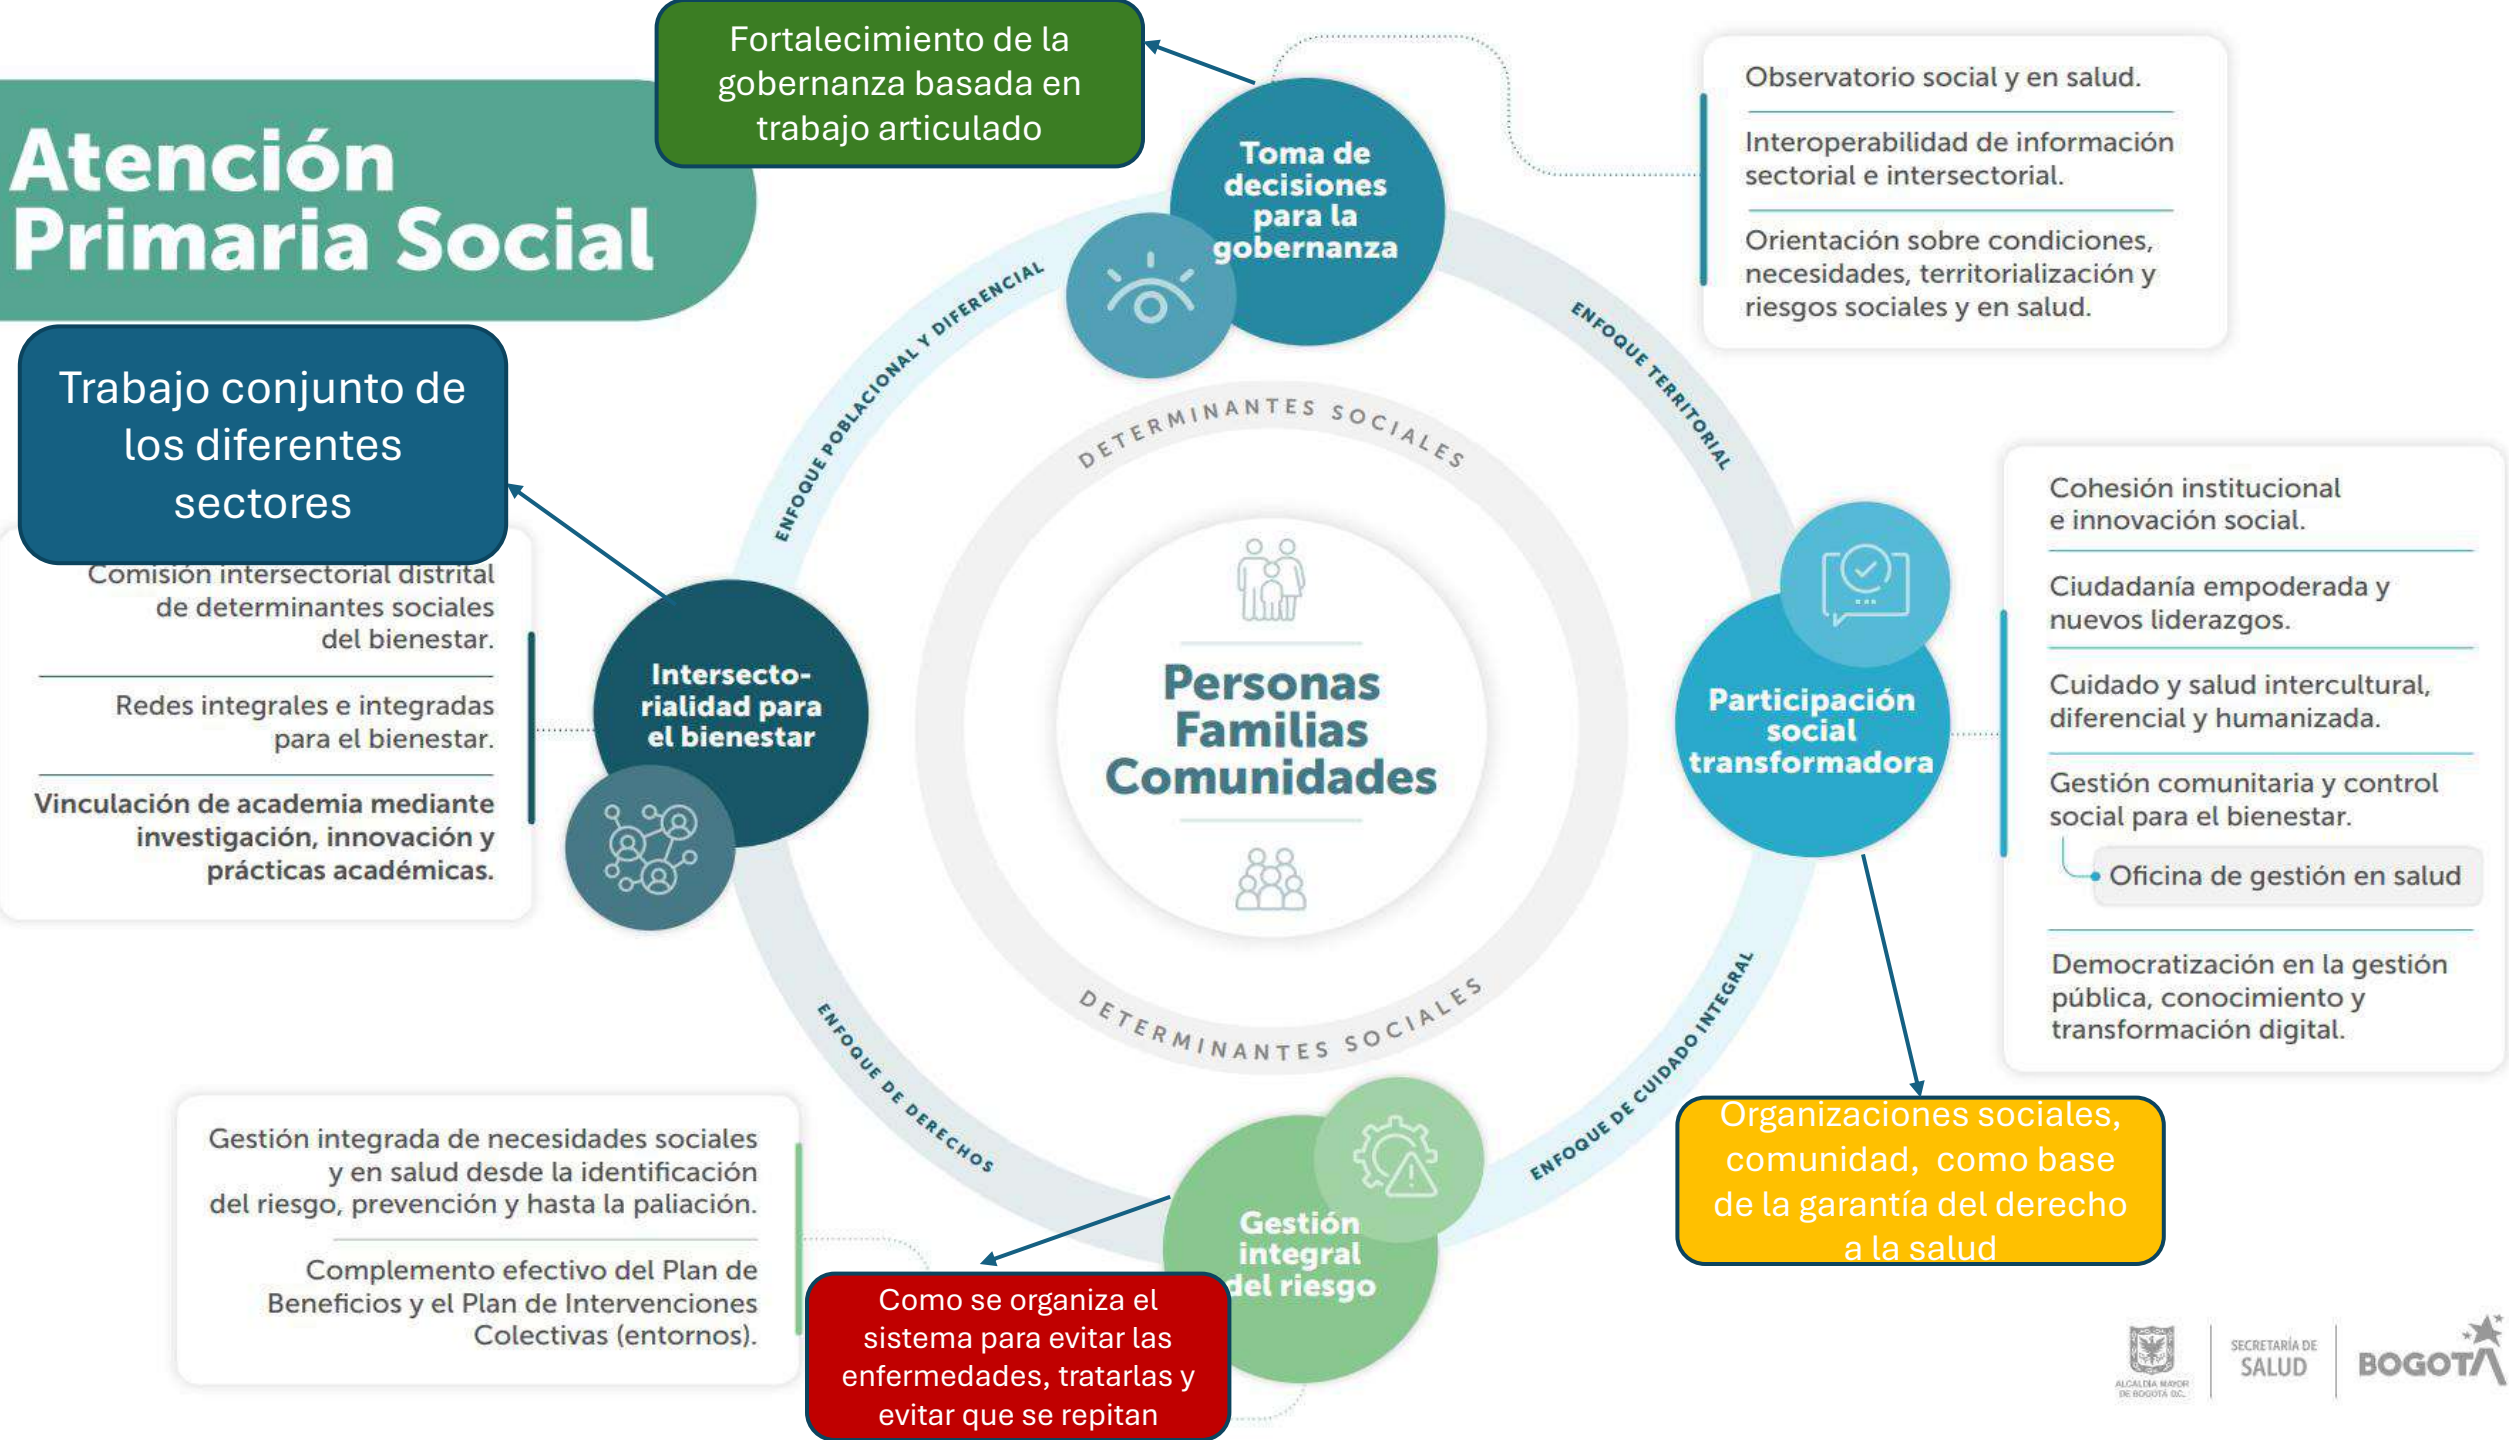 Atención
Primaria Social
Fortalecimiento de la
gobernanza basada en
trabajo articulado
Toma de
decisiones
para la
gobernanza
Observatorio social y en salud.
Interoperabilidad de información
sectorial e intersectorial.
Orientación sobre condiciones,
necesidades, territorialización y
riesgos sociales y en salud.
Trabajo conjunto de
los diferentes
sectores
ENFOQUE POBLACIONAL Y DIFERENCIAL
ENFOQUE TERRITORIAL
DETERMINANTES SOCIALES
Comisión intersectorial distrital
de determinantes sociales
del bienestar.
Redes integrales e integradas
para el bienestar.
Vinculación de academia mediante
investigación, innovación y
prácticas académicas.
Intersecto-
rialidad para
el bienestar
Personas
Familias
Comunidades
Participación
social
transformadora
Cohesión institucional
e innovación social.
Ciudadanía empoderada y
nuevos liderazgos.
Cuidado y salud intercultural,
diferencial y humanizada.
Gestión comunitaria y control
social para el bienestar.
Oficina de gestión en salud
Democratización en la gestión
pública, conocimiento y
transformación digital.
DETERMINANTES SOCIALES
ENFOQUE DE DERECHOS
ENFOQUE DE CUIDADO INTEGRAL
Gestión integrada de necesidades sociales
y en salud desde la identificación
del riesgo, prevención y hasta la paliación.
Complemento efectivo del Plan de
Beneficios y el Plan de Intervenciones
Colectivas (entornos).
Gestión
integral
del riesgo
Como se organiza el
sistema para evitar las
enfermedades, tratarlas y
evitar que se repitan
Organizaciones sociales,
comunidad,  como base
de la garantía del derecho
a la salud
ALCALDÍA MAYOR
DE BOGOTÁ D.C.
SECRETARÍA DE
SALUD
BOGOTÁ